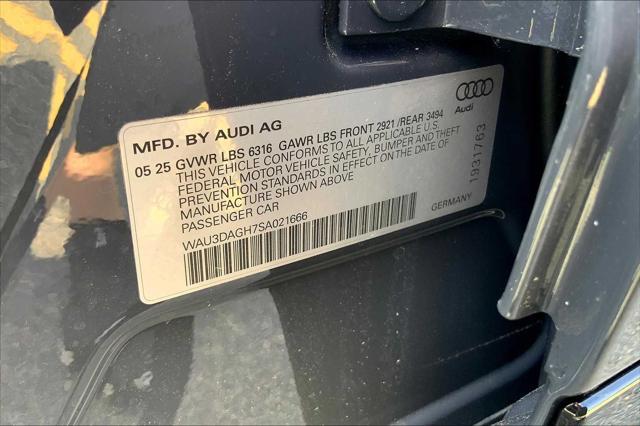 MFD. BY AUDI AG
05 25 GVWR LBS 6316 GAWR LBS FRONT 2921 / REAR 3494
THIS VEHICLE CONFORMS TO ALL APPLICABLE U.S.
FEDERAL MOTOR VEHICLE SAFETY, BUMPER AND THEFT
PREVENTION STANDARDS IN EFFECT ON THE DATE OF
MANUFACTURE SHOWN ABOVE
PASSENGER CAR
WAU3DAGH7SA021666
GERMANY
1931763
Audi